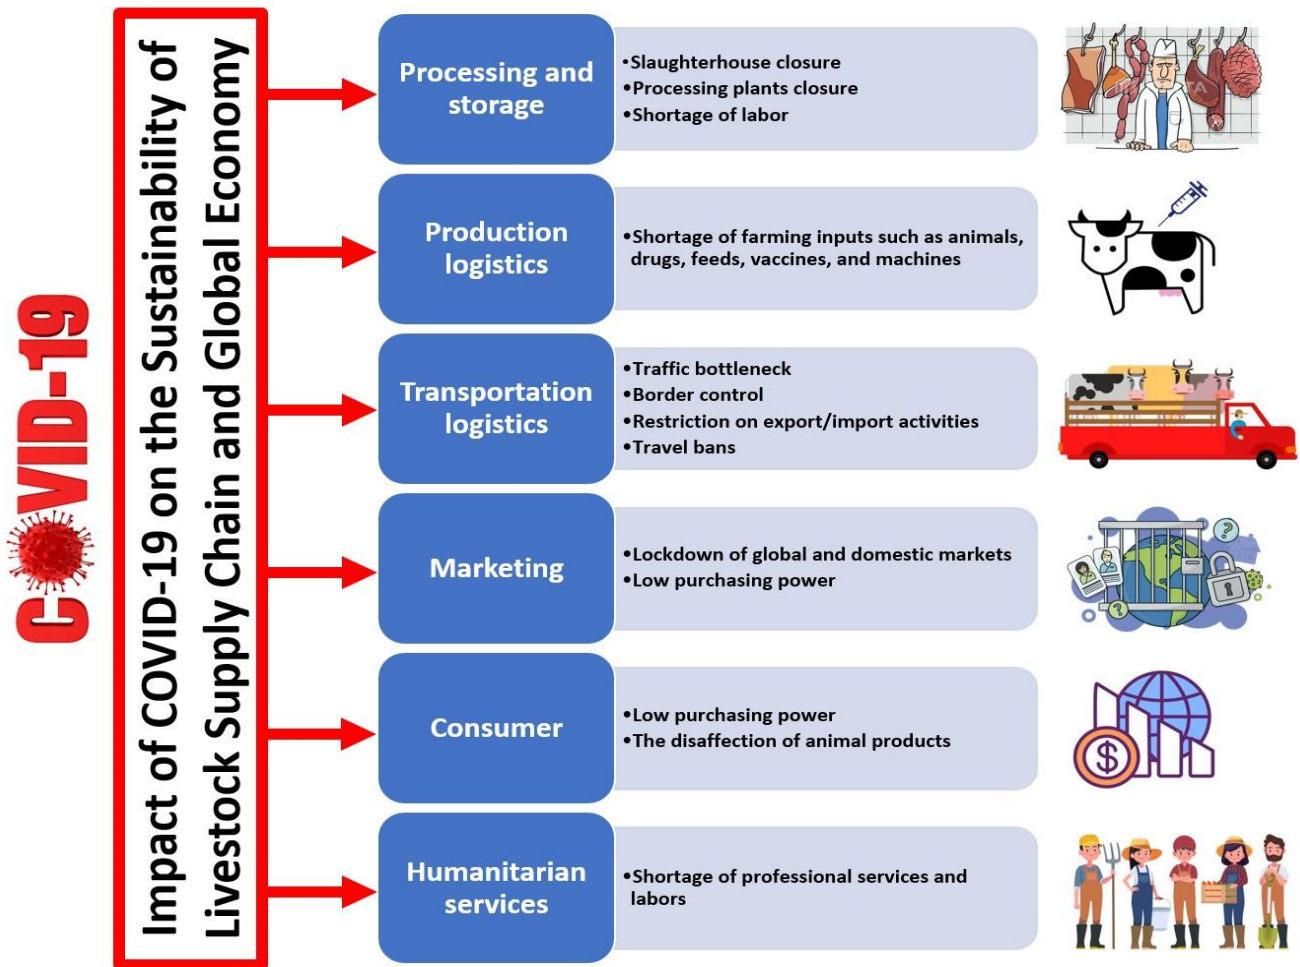 COVID-19
Impact of COVID-19 on the Sustainability of
Livestock Supply Chain and Global Economy
Processing and
storage
•Slaughterhouse closure
•Processing plants closure
•Shortage of labor
Production
logistics
•Shortage of farming inputs such as animals,
drugs, feeds, vaccines, and machines
Transportation
logistics
•Traffic bottleneck
•Border control
•Restriction on export/import activities
•Travel bans
Marketing
•Lockdown of global and domestic markets
•Low purchasing power
?
?
Consumer
•Low purchasing power
•The disaffection of animal products
$
Humanitarian
services
•Shortage of professional services and
labors